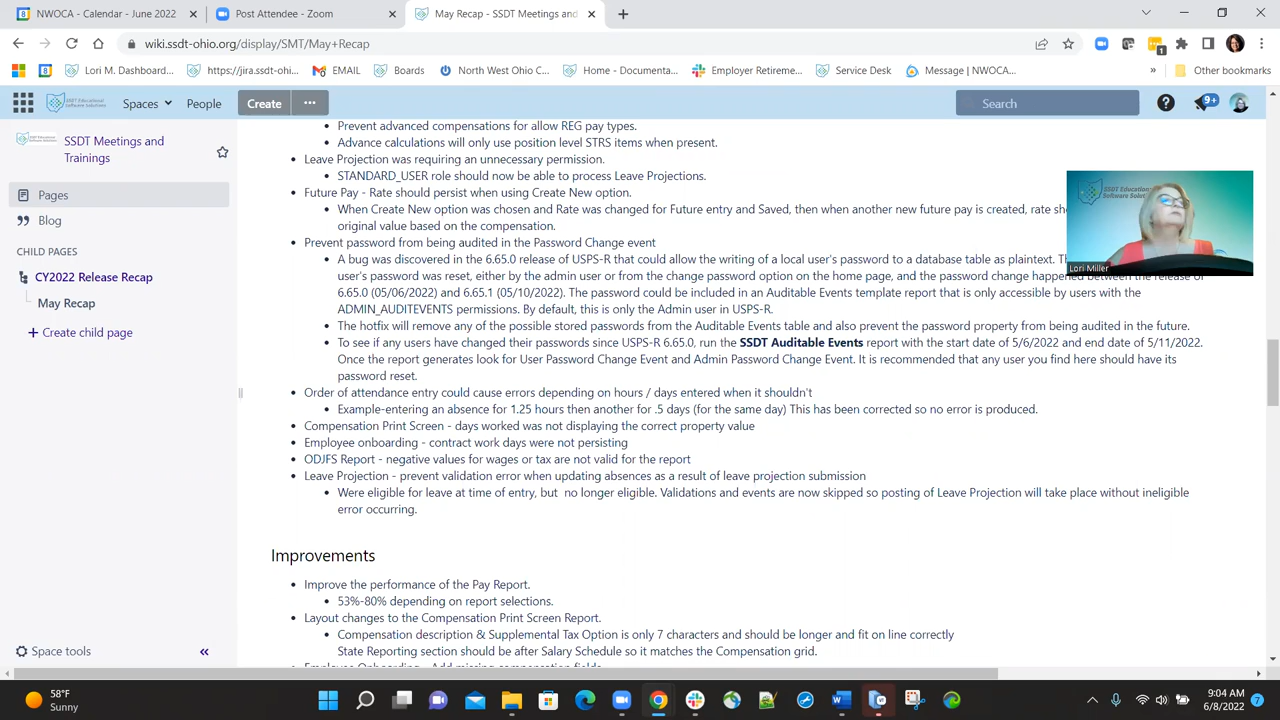 NWOCA - Calendar - June 2022
Post Attendee - Zoom
May Recap - SSDT Meetings and
wiki.ssdt-ohio.org/display/SMT/May+Recap
Lori M. Dashboard...
https://jira.ssdt-ohi...
EMAIL
Boards
North West Ohio C...
Home - Documenta...
Employer Retireme...
Service Desk
Message | NWOCA...
Other bookmarks
Spaces
People
Create
Search
9+
SSDT Meetings and
Trainings
Pages
Blog
CHILD PAGES
CY2022 Release Recap
May Recap
+ Create child page
Space tools
Prevent advanced compensations for allow REG pay types.
Advance calculations will only use position level STRS items when present.
Leave Projection was requiring an unnecessary permission.
STANDARD_USER role should now be able to process Leave Projections.
Future Pay - Rate should persist when using Create New option.
When Create New option was chosen and Rate was changed for Future entry and Saved, then when another new future pay is created, rate sh
original value based on the compensation.
Prevent password from being audited in the Password Change event
A bug was discovered in the 6.65.0 release of USPS-R that could allow the writing of a local user's password to a database table as plaintext. T
user's password was reset, either by the admin user or from the change password option on the home page, and the password change happened between the release of
6.65.0 (05/06/2022) and 6.65.1 (05/10/2022). The password could be included in an Auditable Events template report that is only accessible by users with the
ADMIN_AUDITEVENTS permissions. By default, this is only the Admin user in USPS-R.
The hotfix will remove any of the possible stored passwords from the Auditable Events table and also prevent the password property from being audited in the future.
To see if any users have changed their passwords since USPS-R 6.65.0, run the SSDT Auditable Events report with the start date of 5/6/2022 and end date of 5/11/2022.
Once the report generates look for User Password Change Event and Admin Password Change Event. It is recommended that any user you find here should have its
password reset.
Order of attendance entry could cause errors depending on hours / days entered when it shouldn't
Example-entering an absence for 1.25 hours then another for .5 days (for the same day) This has been corrected so no error is produced.
Compensation Print Screen - days worked was not displaying the correct property value
Employee onboarding - contract work days were not persisting
ODJFS Report - negative values for wages or tax are not valid for the report
Leave Projection - prevent validation error when updating absences as a result of leave projection submission
Were eligible for leave at time of entry, but no longer eligible. Validations and events are now skipped so posting of Leave Projection will take place without ineligible
error occurring.
Improvements
Improve the performance of the Pay Report.
53%-80% depending on report selections.
Layout changes to the Compensation Print Screen Report.
Compensation description & Supplemental Tax Option is only 7 characters and should be longer and fit on line correctly
State Reporting section should be after Salary Schedule so it matches the Compensation grid.
Lori Miller
58°F
Sunny
9:04 AM
6/8/2022